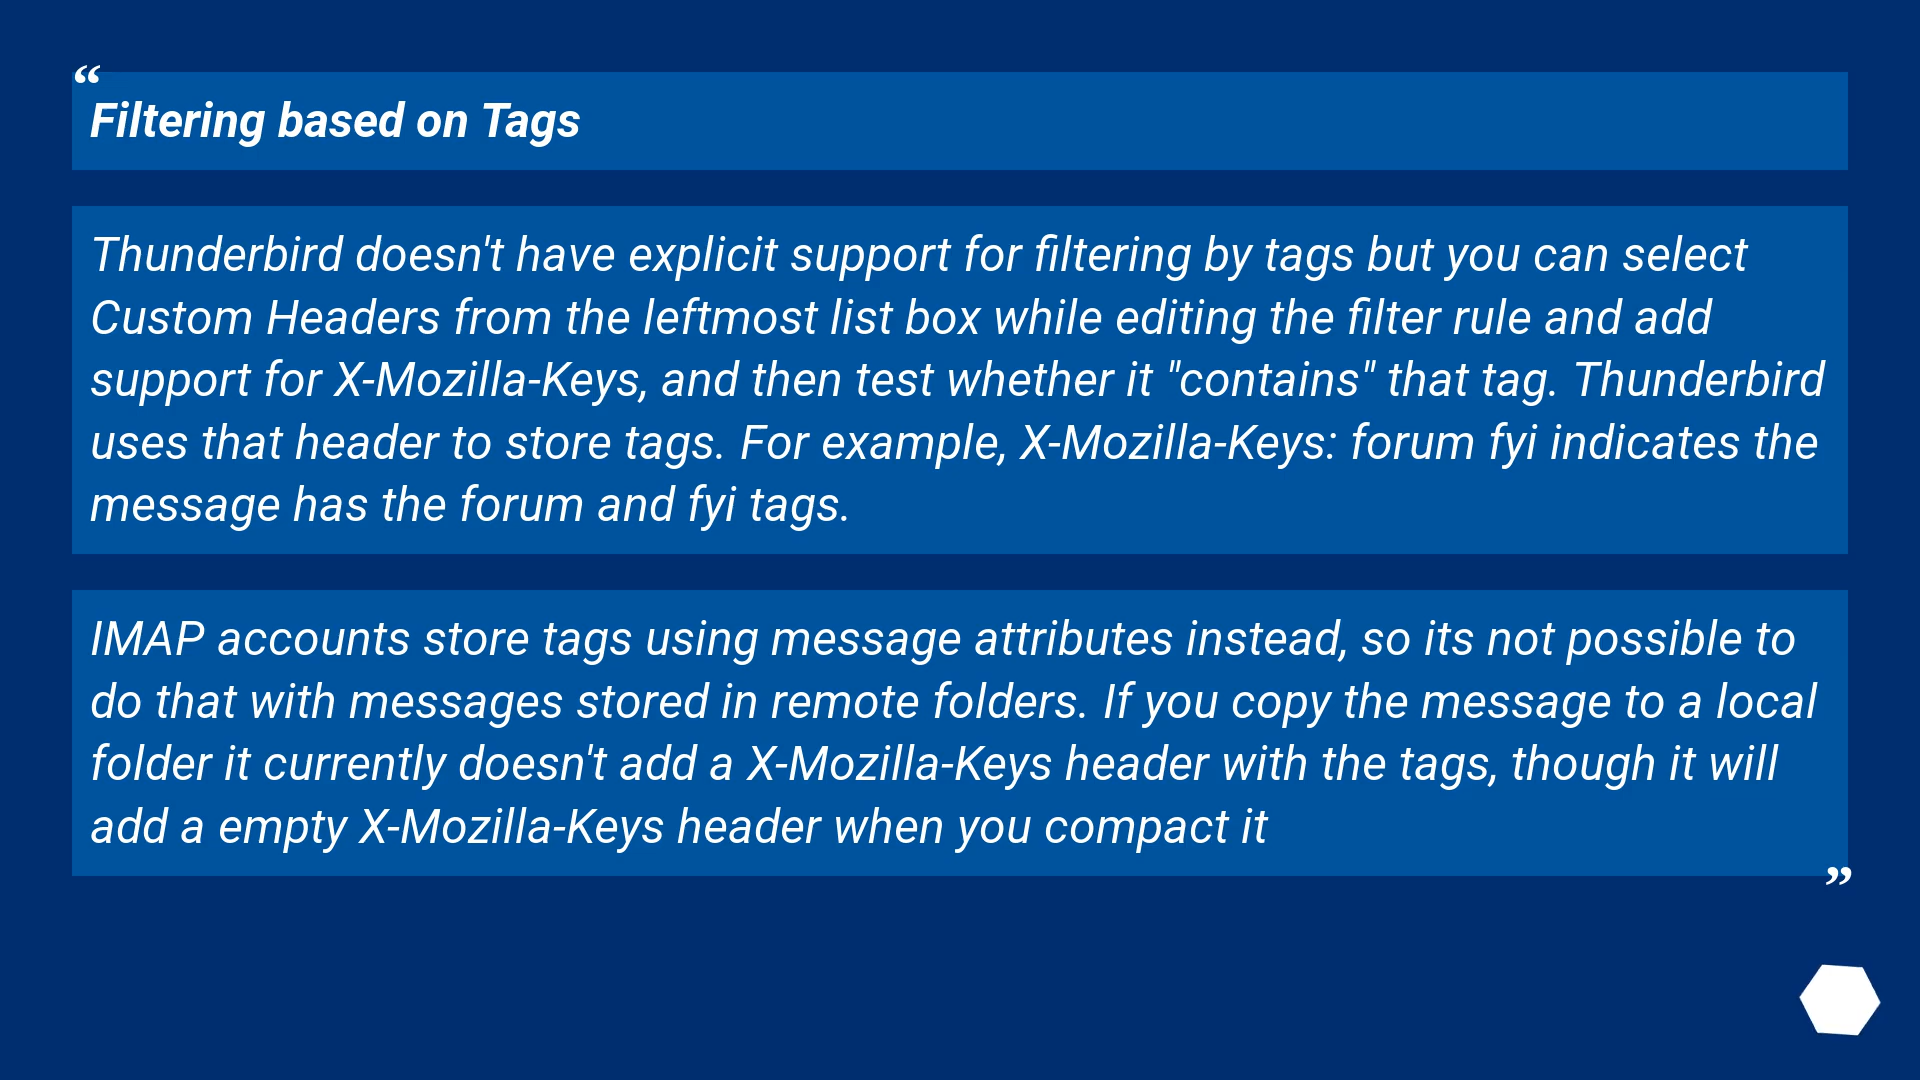 “
Filtering based on Tags
Thunderbird doesn't have explicit support for filtering by tags but you can select
Custom Headers from the leftmost list box while editing the filter rule and add
support for X-Mozilla-Keys, and then test whether it "contains" that tag. Thunderbird
uses that header to store tags. For example, X-Mozilla-Keys: forum fyi indicates the
message has the forum and fyi tags.
IMAP accounts store tags using message attributes instead, so its not possible to
do that with messages stored in remote folders. If you copy the message to a local
folder it currently doesn't add a X-Mozilla-Keys header with the tags, though it will
add a empty X-Mozilla-Keys header when you compact it
”